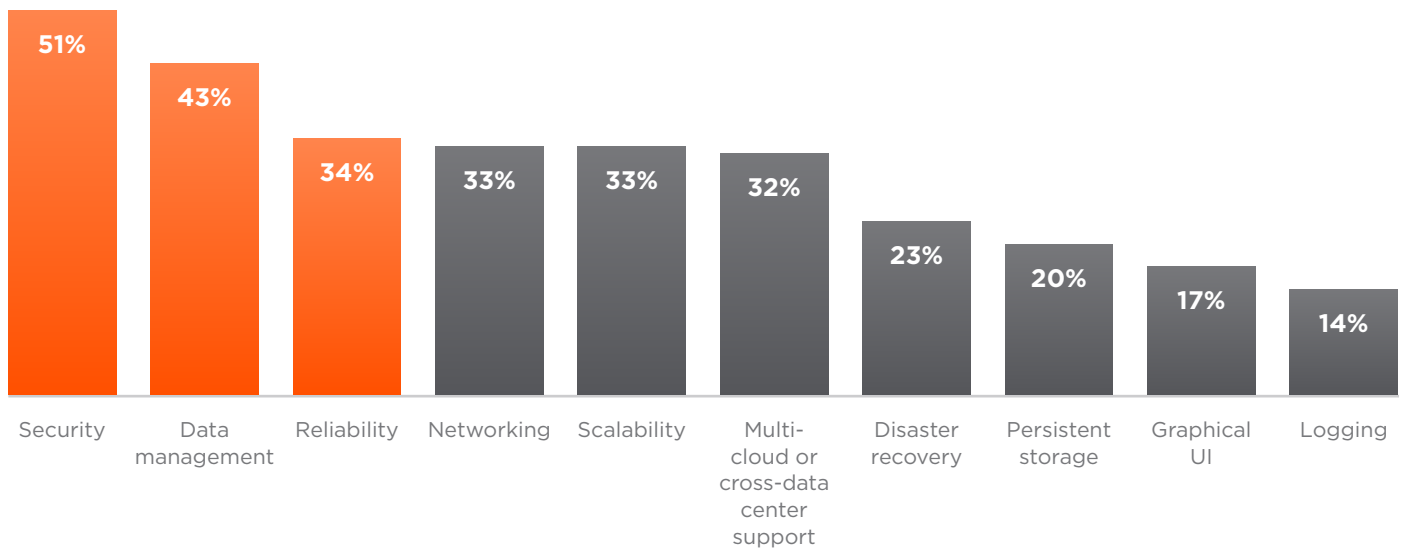 51%
43%
34%
33%
33%
32%
23%
20%
17%
14%
Security
Data
management
Reliability
Networking
Scalability
Multi-
cloud or
cross-data
center
support
Disaster
recovery
Persistent
storage
Graphical
UI
Logging